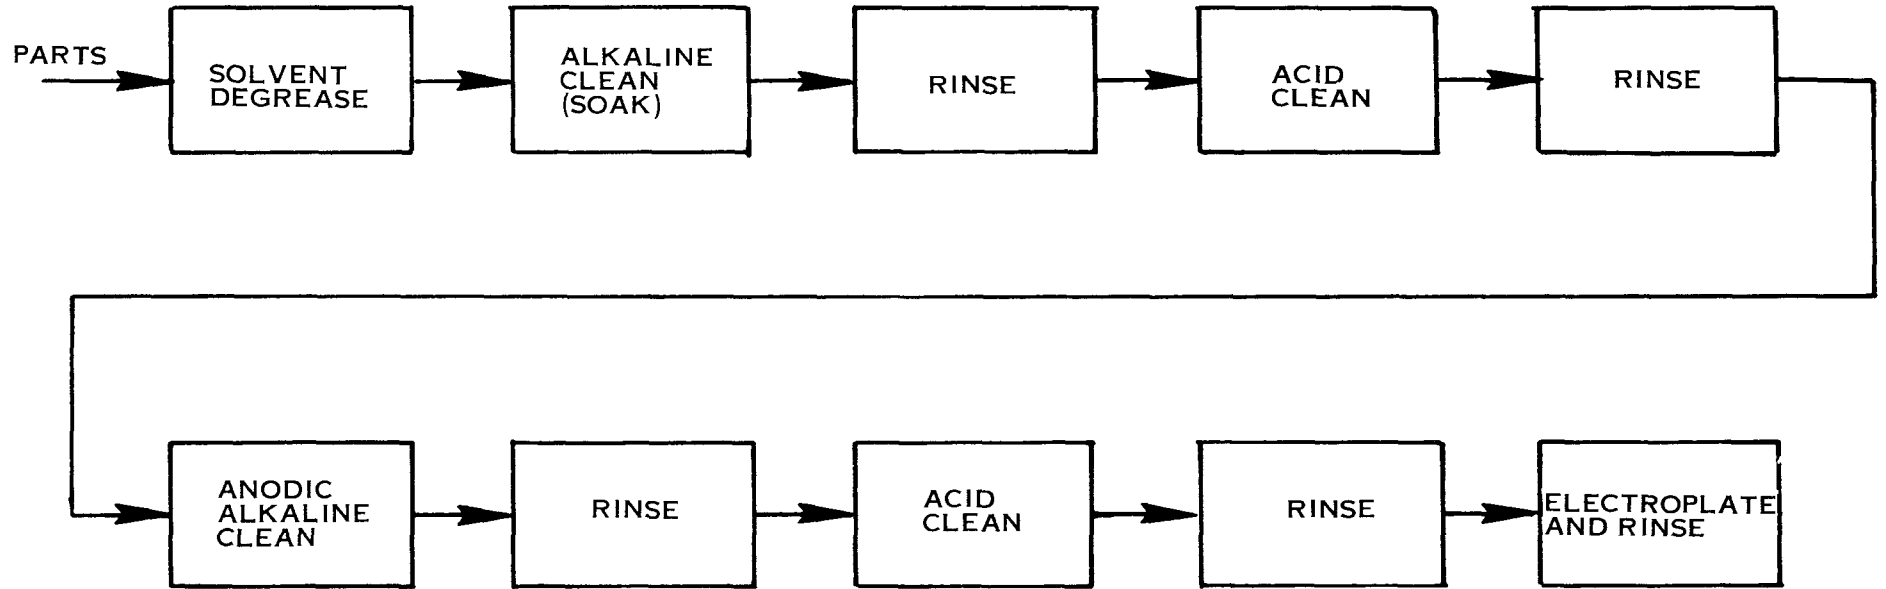 PARTS
SOLVENT
DEGREASE
ALKALINE
CLEAN
(SOAK)
RINSE
ACID
CLEAN
RINSE
ANODIC
ALKALINE
CLEAN
RINSE
ACID
CLEAN
RINSE
ELECTROPLATE
AND RINSE